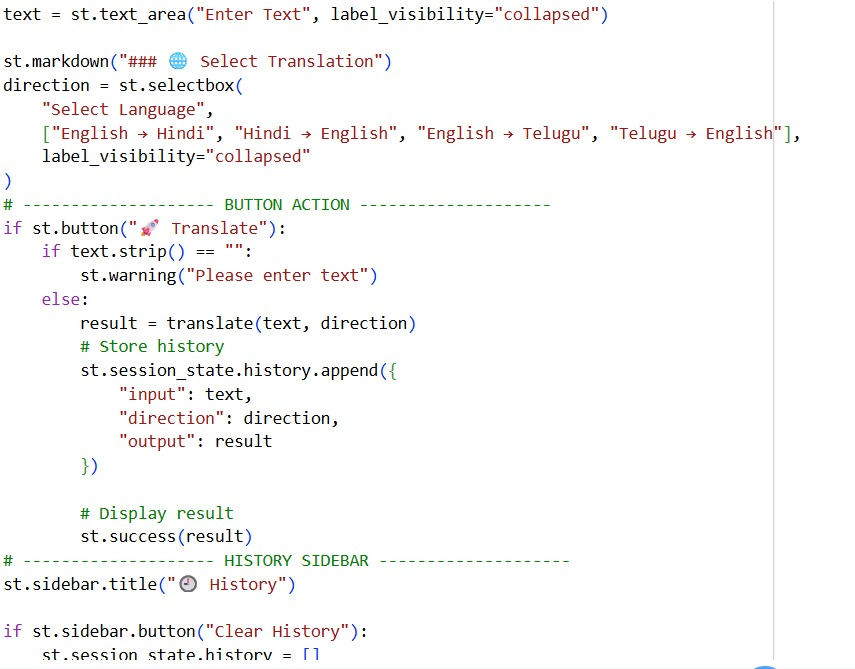 text = st.text_area("Enter Text", label_visibility="collapsed")

st.markdown("### 🌐 Select Translation")
direction = st.selectbox(
    "Select Language",
    ["English → Hindi", "Hindi → English", "English → Telugu", "Telugu → English"],
    label_visibility="collapsed"
)
# -------------------- BUTTON ACTION --------------------
if st.button("🚀 Translate"):
    if text.strip() == "":
        st.warning("Please enter text")
    else:
        result = translate(text, direction)
        # Store history
        st.session_state.history.append({
            "input": text,
            "direction": direction,
            "output": result
        })

        # Display result
        st.success(result)
# -------------------- HISTORY SIDEBAR --------------------
st.sidebar.title("🕘 History")

if st.sidebar.button("Clear History"):
    st.session_state.history = []